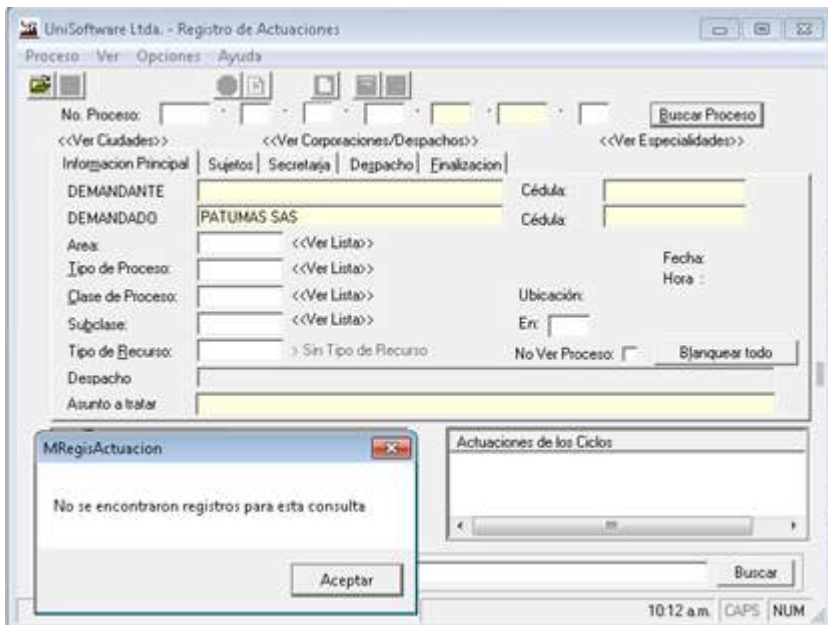 UniSoftware Ltda. - Registro de Actuaciones
Proceso Ver Opciones Ayuda
No. Proceso: - - - - - - Buscar Proceso
<<Ver Ciudades>> <<Ver Corporaciones/Despachos>> <<Ver Especialidades>>
Informacion Principal Sujetos Secretaria Despacho Finalizacion
DEMANDANTE Cédula:
DEMANDADO PATUMAS SAS Cédula:
Area: <<Ver Lista>>
Fecha:
Tipo de Proceso: <<Ver Lista>>
Hora :
Clase de Proceso: <<Ver Lista>> Ubicación:
Subclase: <<Ver Lista>> En:
Tipo de Recurso: > Sin Tipo de Recurso No Ver Proceso: Blanquear todo
Despacho
Asunto a tratar
MRegisActuacion
Actuaciones de los Ciclos
No se encontraron registros para esta consulta
Aceptar
Buscar
10:12 a.m. CAPS NUM